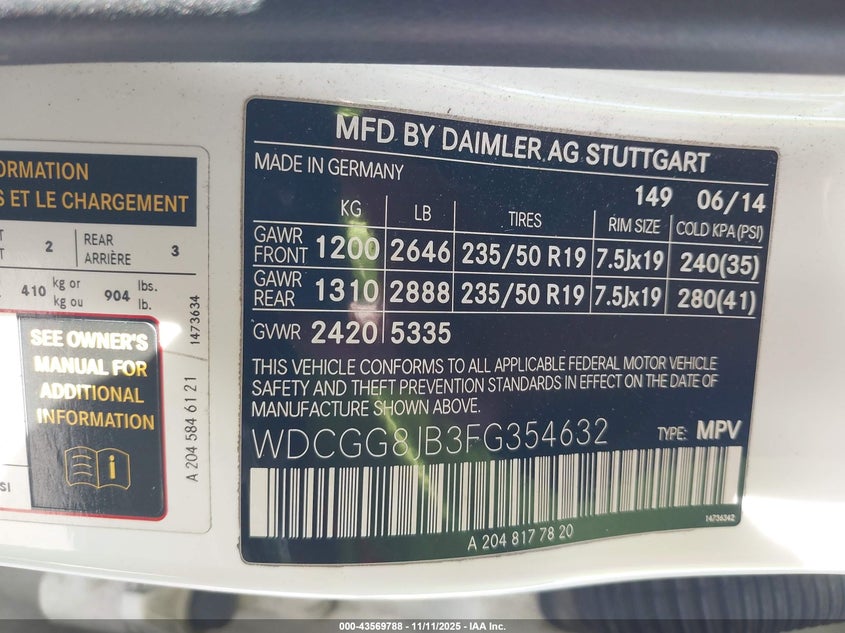 ORMATION
S ET LE CHARGEMENT
2
REAR
ARRIÈRE
3
410
kg or
kg ou
904
lbs.
lb.
1473634
SEE OWNER'S
MANUAL FOR
ADDITIONAL
INFORMATION
A 204 584 61 21
SI
MFD BY DAIMLER AG STUTTGART
MADE IN GERMANY
149 06/14
KG LB TIRES RIM SIZE COLD KPA(PSI)
GAWR
FRONT 1200 2646 235/50 R19 7.5Jx19 240(35)
GAWR
REAR 1310 2888 235/50 R19 7.5Jx19 280(41)
GVWR 2420 5335
THIS VEHICLE CONFORMS TO ALL APPLICABLE FEDERAL MOTOR VEHICLE
SAFETY AND THEFT PREVENTION STANDARDS IN EFFECT ON THE DATE OF
MANUFACTURE SHOWN ABOVE.
WDCGG8JB3FG354632 TYPE: MPV
14736342
A 204 817 78 20
000-43569788 - 11/11/2025 - IAA Inc.